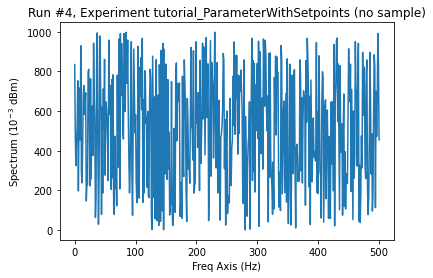 Run #4, Experiment tutorial_ParameterWithSetpoints (no sample)
1000
800
600
400
200
0
Spectrum (10⁻³ dBm)
0 100 200 300 400 500
Freq Axis (Hz)